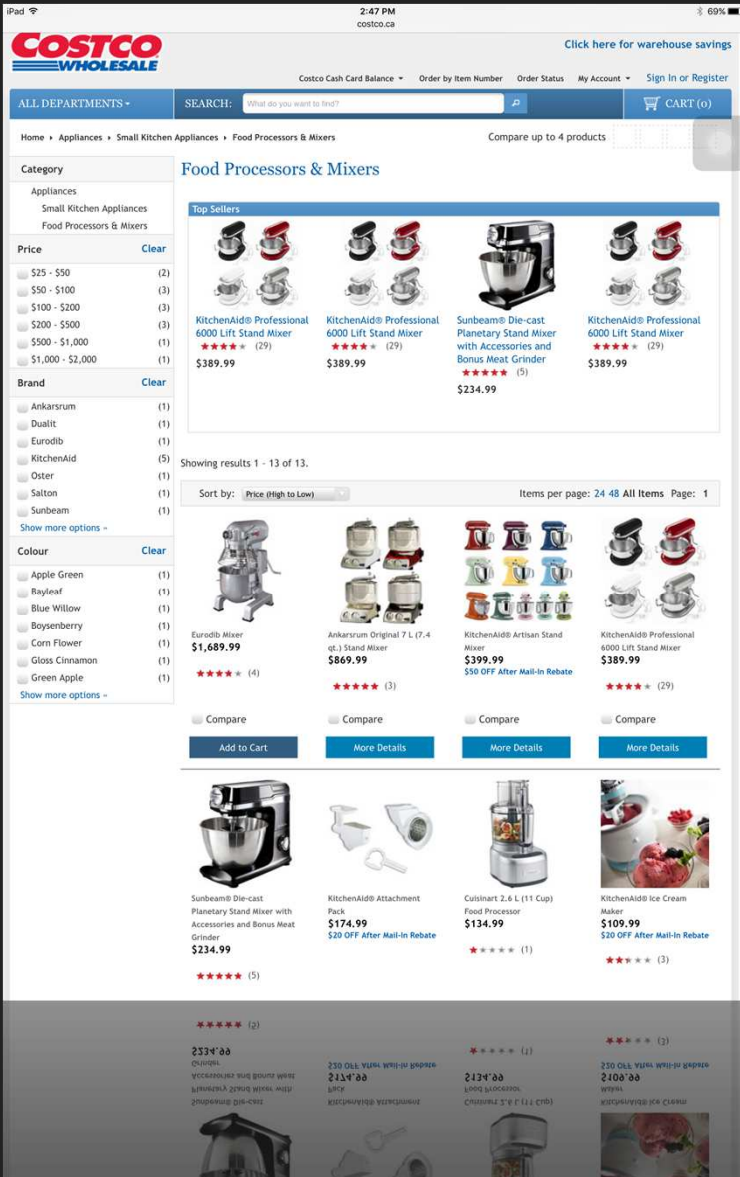 iPad
2:47 PM
69%
costco.ca
COSTCO
WHOLESALE
Click here for warehouse savings
Costco Cash Card Balance
Order by Item Number
Order Status
My Account
Sign In or Register
ALL DEPARTMENTS
SEARCH:
What do you want to find?
CART (0)
Home › Appliances › Small Kitchen Appliances › Food Processors & Mixers
Compare up to 4 products
Category
Appliances
Small Kitchen Appliances
Food Processors & Mixers
Price
Clear
$25 - $50 (2)
$50 - $100 (3)
$100 - $200 (3)
$200 - $500 (3)
$500 - $1,000 (1)
$1,000 - $2,000 (1)
Brand
Clear
Ankarsrum (1)
Dualit (1)
Eurodib (1)
KitchenAid (5)
Oster (1)
Salton (1)
Sunbeam (1)
Show more options
Colour
Clear
Apple Green (1)
Bayleaf (1)
Blue Willow (1)
Boysenberry (1)
Corn Flower (1)
Gloss Cinnamon (1)
Green Apple (1)
Show more options
Food Processors & Mixers
Top Sellers
KitchenAid® Professional
6000 Lift Stand Mixer
(29)
$389.99
KitchenAid® Professional
6000 Lift Stand Mixer
(29)
$389.99
Sunbeam® Die-cast
Planetary Stand Mixer
with Accessories and
Bonus Meat Grinder
(5)
$234.99
KitchenAid® Professional
6000 Lift Stand Mixer
(29)
$389.99
Showing results 1 - 13 of 13.
Sort by:
Price (High to Low)
Items per page: 24 48 All Items Page: 1
Eurodib Mixer
$1,689.99
(4)
Compare
Add to Cart
Ankarsrum Original 7 L (7.4
qt.) Stand Mixer
$869.99
(3)
Compare
More Details
KitchenAid® Artisan Stand
Mixer
$399.99
$50 OFF After Mail-In Rebate
Compare
More Details
KitchenAid® Professional
6000 Lift Stand Mixer
$389.99
(29)
Compare
More Details
Sunbeam® Die-cast
Planetary Stand Mixer with
Accessories and Bonus Meat
Grinder
$234.99
(5)
KitchenAid® Attachment
Pack
$174.99
$20 OFF After Mail-In Rebate
Cuisinart 2.6 L (11 Cup)
Food Processor
$134.99
(1)
KitchenAid® Ice Cream
Maker
$109.99
$20 OFF After Mail-In Rebate
(3)